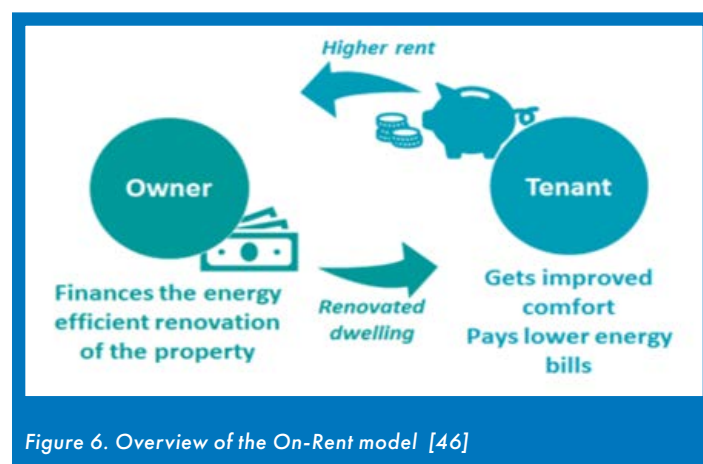 Higher rent
Owner
Tenant
Finances the energy
efficient renovation
of the property
Renovated
dwelling
Gets improved
comfort
Pays lower energy
bills
Figure 6. Overview of the On-Rent model [46]